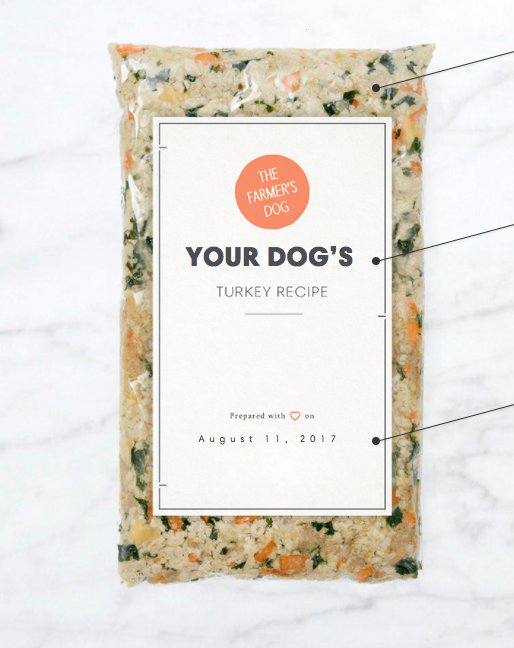 THE
FARMER'S
DOG
YOUR DOG'S
TURKEY RECIPE
Prepared with on
August 11, 2017